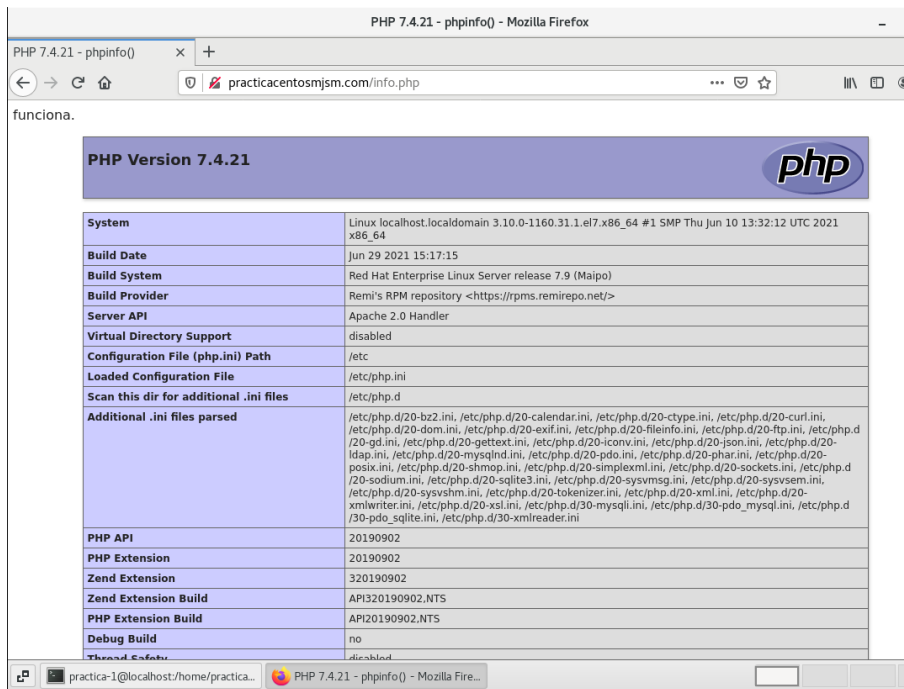 PHP 7.4.21 - phpinfo() - Mozilla Firefox
PHP 7.4.21 - phpinfo()
practicacentosmjsm.com/info.php
funciona.
PHP Version 7.4.21
php
System
Linux localhost.localdomain 3.10.0-1160.31.1.el7.x86_64 #1 SMP Thu Jun 10 13:32:12 UTC 2021
x86_64
Build Date
Jun 29 2021 15:17:15
Build System
Red Hat Enterprise Linux Server release 7.9 (Maipo)
Build Provider
Remi's RPM repository <https://rpms.remirepo.net/>
Server API
Apache 2.0 Handler
Virtual Directory Support
disabled
Configuration File (php.ini) Path
/etc
Loaded Configuration File
/etc/php.ini
Scan this dir for additional .ini files
/etc/php.d
Additional .ini files parsed
/etc/php.d/20-bz2.ini, /etc/php.d/20-calendar.ini, /etc/php.d/20-ctype.ini, /etc/php.d/20-curl.ini,
/etc/php.d/20-dom.ini, /etc/php.d/20-exif.ini, /etc/php.d/20-fileinfo.ini, /etc/php.d/20-ftp.ini, /etc/php.d
/20-gd.ini, /etc/php.d/20-gettext.ini, /etc/php.d/20-iconv.ini, /etc/php.d/20-json.ini, /etc/php.d/20-
ldap.ini, /etc/php.d/20-mysqlnd.ini, /etc/php.d/20-pdo.ini, /etc/php.d/20-phar.ini, /etc/php.d/20-
posix.ini, /etc/php.d/20-shmop.ini, /etc/php.d/20-simplexml.ini, /etc/php.d/20-sockets.ini, /etc/php.d
/20-sodium.ini, /etc/php.d/20-sqlite3.ini, /etc/php.d/20-sysvmsg.ini, /etc/php.d/20-sysvsem.ini,
/etc/php.d/20-sysvshm.ini, /etc/php.d/20-tokenizer.ini, /etc/php.d/20-xml.ini, /etc/php.d/20-
xmlwriter.ini, /etc/php.d/20-xsl.ini, /etc/php.d/30-mysqli.ini, /etc/php.d/30-pdo_mysql.ini, /etc/php.d
/30-pdo_sqlite.ini, /etc/php.d/30-xmlreader.ini
PHP API
20190902
PHP Extension
20190902
Zend Extension
320190902
Zend Extension Build
API320190902,NTS
PHP Extension Build
API20190902,NTS
Debug Build
no
Thread Safety
disabled
practica-1@localhost:/home/practica...
PHP 7.4.21 - phpinfo() - Mozilla Fire...